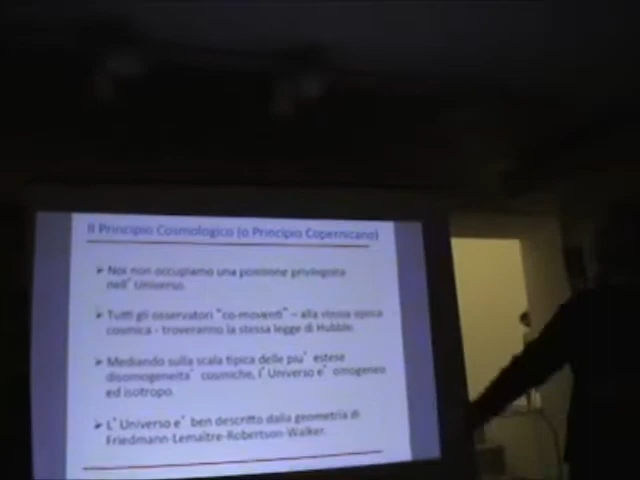 Il Principio Cosmologico (o Principio Copernicano)
➢ Noi non occupiamo una posizione privilegiata
nell' Universo.
➢ Tutti gli osservatori "co-moventi" – alla stessa epoca
cosmica - troveranno la stessa legge di Hubble.
➢ Mediando sulla scala tipica delle piu' estese
disomogeneita' cosmiche, l' Universo e' omogeneo
ed isotropo.
➢ L' Universo e' ben descritto dalla geometria di
Friedmann-Lemaître-Robertson-Walker.